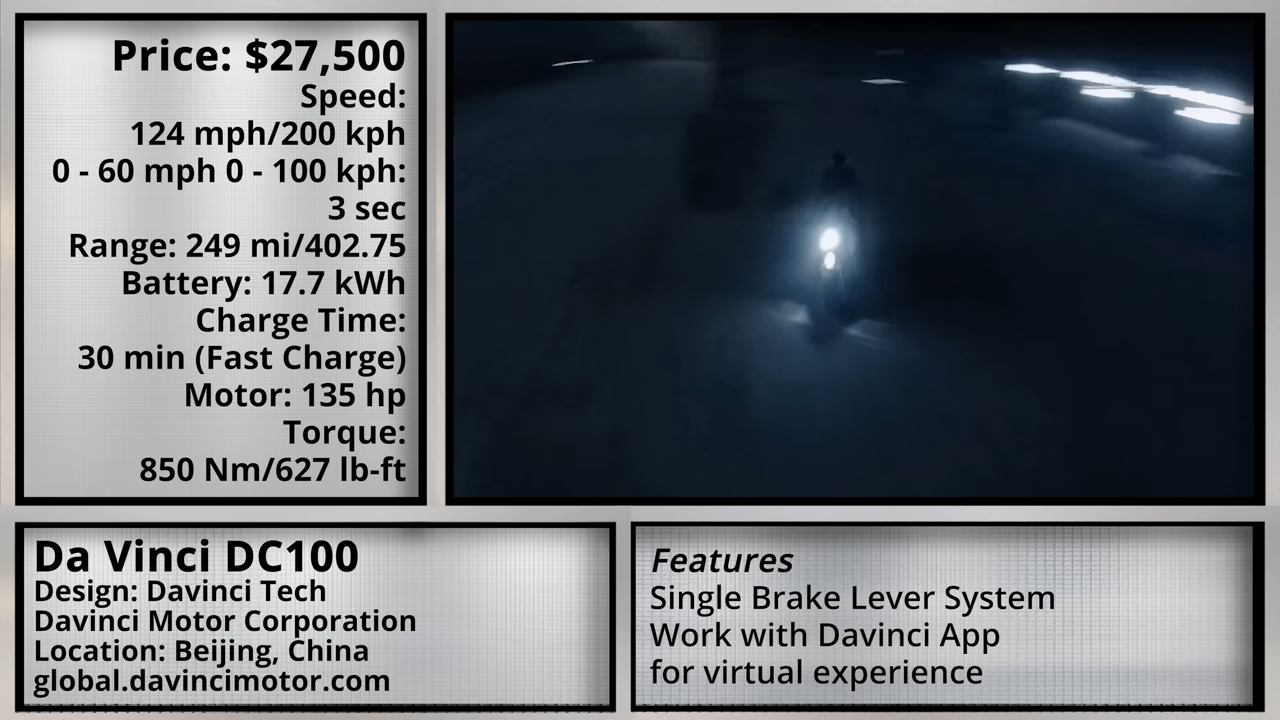 Price: $27,500
Speed:
124 mph/200 kph
0 - 60 mph 0 - 100 kph:
3 sec
Range: 249 mi/402.75
Battery: 17.7 kWh
Charge Time:
30 min (Fast Charge)
Motor: 135 hp
Torque:
850 Nm/627 lb-ft
Da Vinci DC100
Design: Davinci Tech
Davinci Motor Corporation
Location: Beijing, China
global.davincimotor.com
Features
Single Brake Lever System
Work with Davinci App
for virtual experience